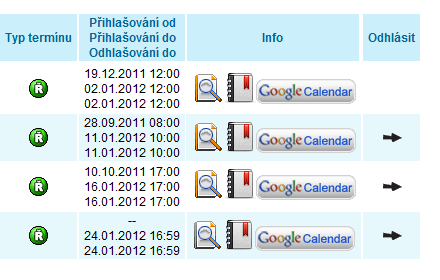 Typ termínu
Přihlašování od
Přihlašování do
Odhlašování do
Info
Odhlásit
R
19.12.2011 12:00
02.01.2012 12:00
02.01.2012 12:00
Google Calendar
R
28.09.2011 08:00
11.01.2012 10:00
11.01.2012 10:00
Google Calendar
R
10.10.2011 17:00
16.01.2012 17:00
16.01.2012 17:00
Google Calendar
R
--
24.01.2012 16:59
24.01.2012 16:59
Google Calendar